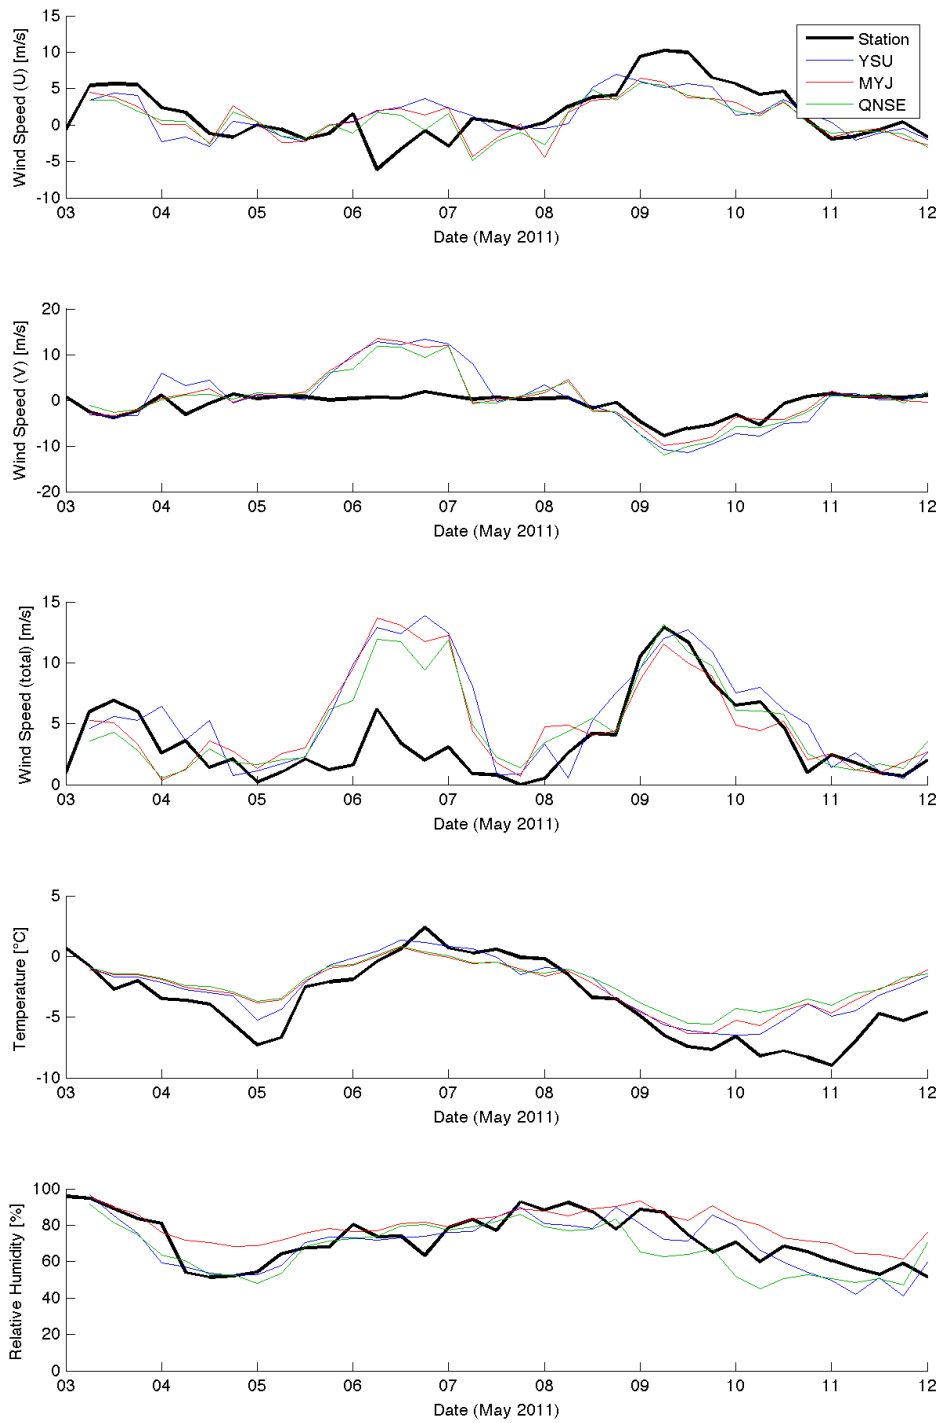 Wind Speed (U) [m/s]
15
10
5
0
-5
-10
Station
YSU
MYJ
QNSE
03 04 05 06 07 08 09 10 11 12
Date (May 2011)
Wind Speed (V) [m/s]
20
10
0
-10
-20
03 04 05 06 07 08 09 10 11 12
Date (May 2011)
Wind Speed (total) [m/s]
15
10
5
0
03 04 05 06 07 08 09 10 11 12
Date (May 2011)
Temperature [°C]
5
0
-5
-10
03 04 05 06 07 08 09 10 11 12
Date (May 2011)
Relative Humidity [%]
100
80
60
40
20
0
03 04 05 06 07 08 09 10 11 12
Date (May 2011)